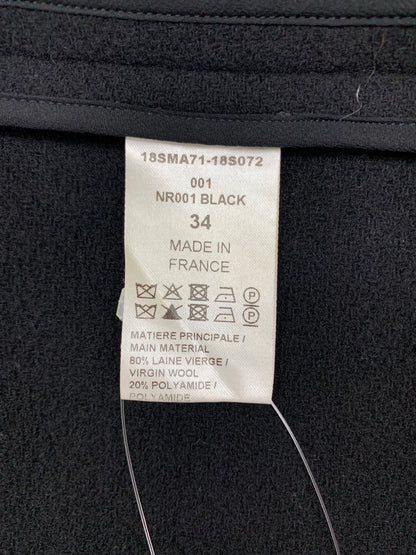 18SMA71-18S072
001
NR001 BLACK
34
MADE IN
FRANCE
P
P
MATIERE PRINCIPALE /
MAIN MATERIAL
80% LAINE VIERGE /
VIRGIN WOOL
20% POLYAMIDE /
POLYAMIDE